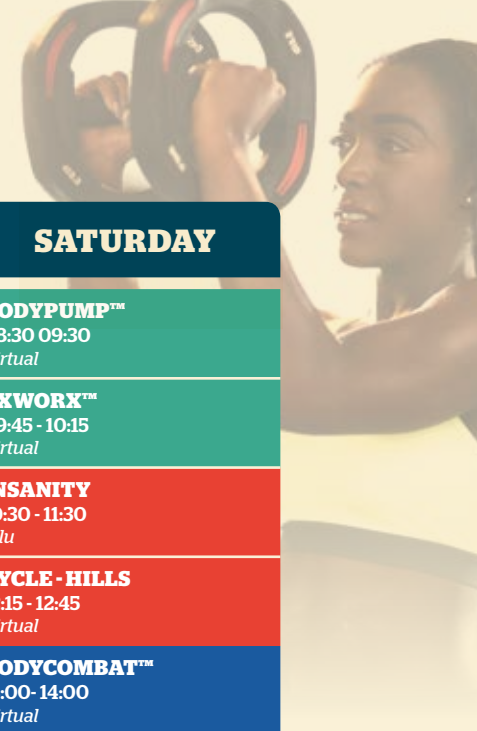 SATURDAY
ODYPUMP™
8:30 09:30
rtual
XWORX™
9:45 - 10:15
rtual
NSANITY
0:30 - 11:30
lu
YCLE - HILLS
:15 - 12:45
rtual
ODYCOMBAT™
:00- 14:00
rtual